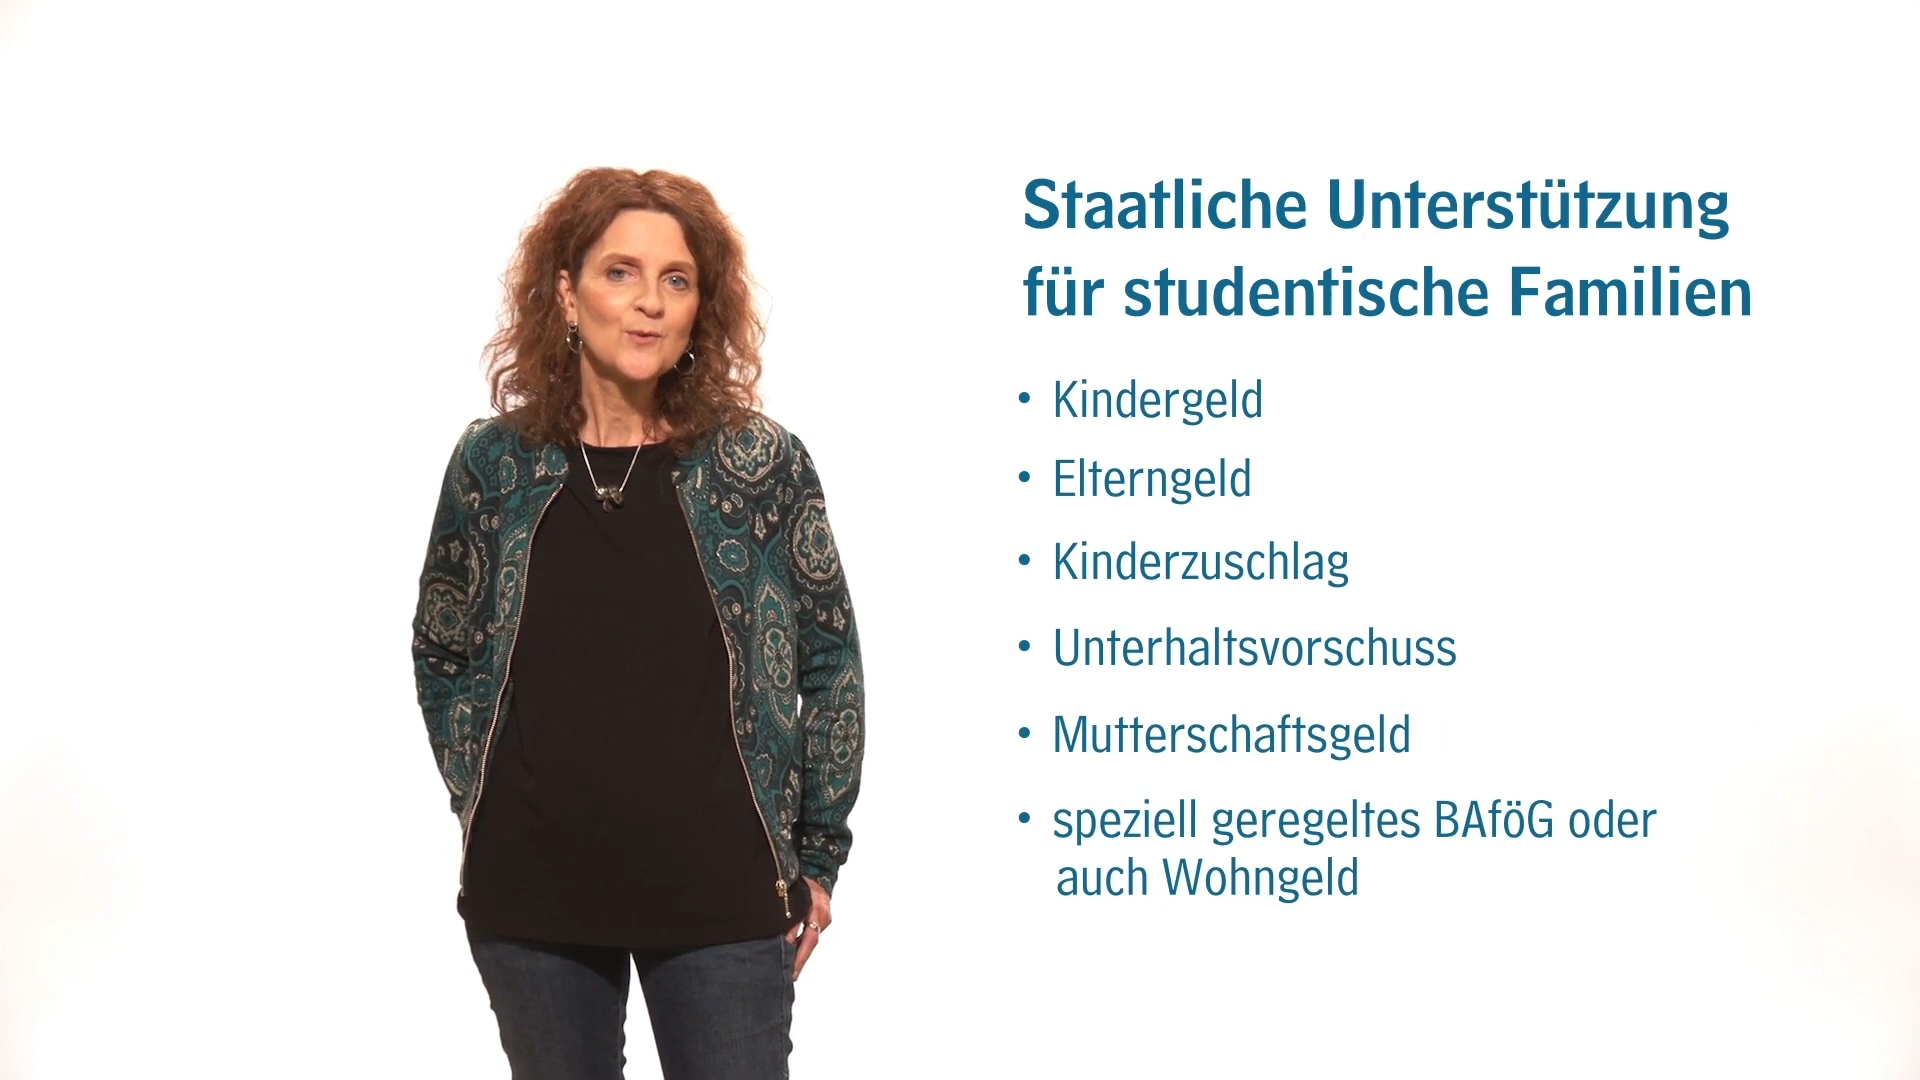 Staatliche Unterstützung
für studentische Familien
• Kindergeld
• Elterngeld
• Kinderzuschlag
• Unterhaltsvorschuss
• Mutterschaftsgeld
• speziell geregeltes BAföG oder
auch Wohngeld